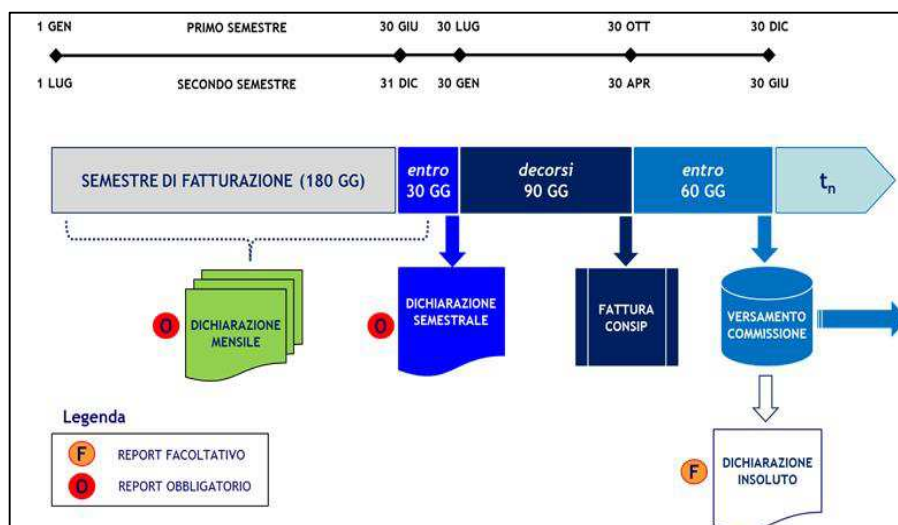 1 GEN PRIMO SEMESTRE 30 GIU 30 LUG 30 OTT 30 DIC
1 LUG SECONDO SEMESTRE 31 DIC 30 GEN 30 APR 30 GIU
SEMESTRE DI FATTURAZIONE (180 GG)
entro
30 GG
decorsi
90 GG
entro
60 GG
tn
O
DICHIARAZIONE
MENSILE
O
DICHIARAZIONE
SEMESTRALE
FATTURA
CONSIP
VERSAMENTO
COMMISSIONE
Legenda
F REPORT FACOLTATIVO
O REPORT OBBLIGATORIO
F
DICHIARAZIONE
INSOLUTO